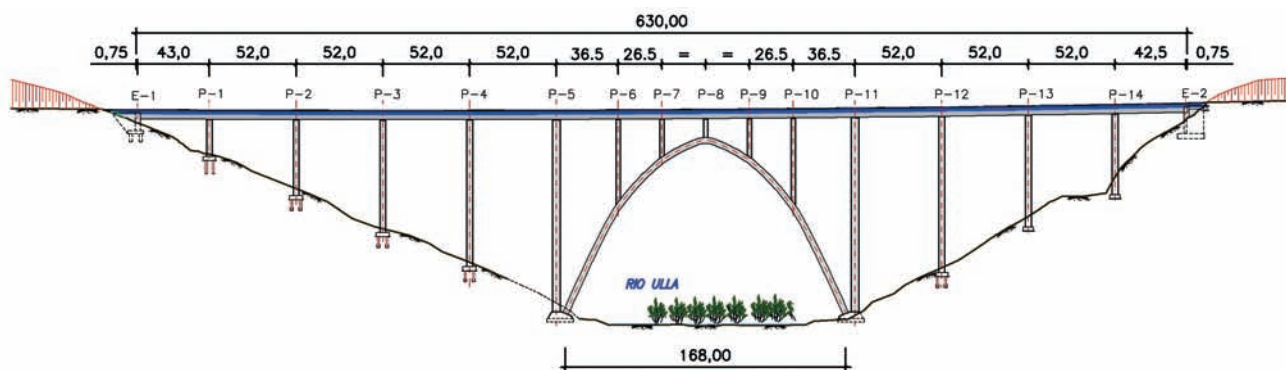 630,00
0,75 43,0 52,0 52,0 52,0 52,0 36.5 26.5 = = 26.5 36.5 52,0 52,0 52,0 42,5 0,75
E-1 P-1 P-2 P-3 P-4 P-5 P-6 P-7 P-8 P-9 P-10 P-11 P-12 P-13 P-14 E-2
RIO ULLA
168,00